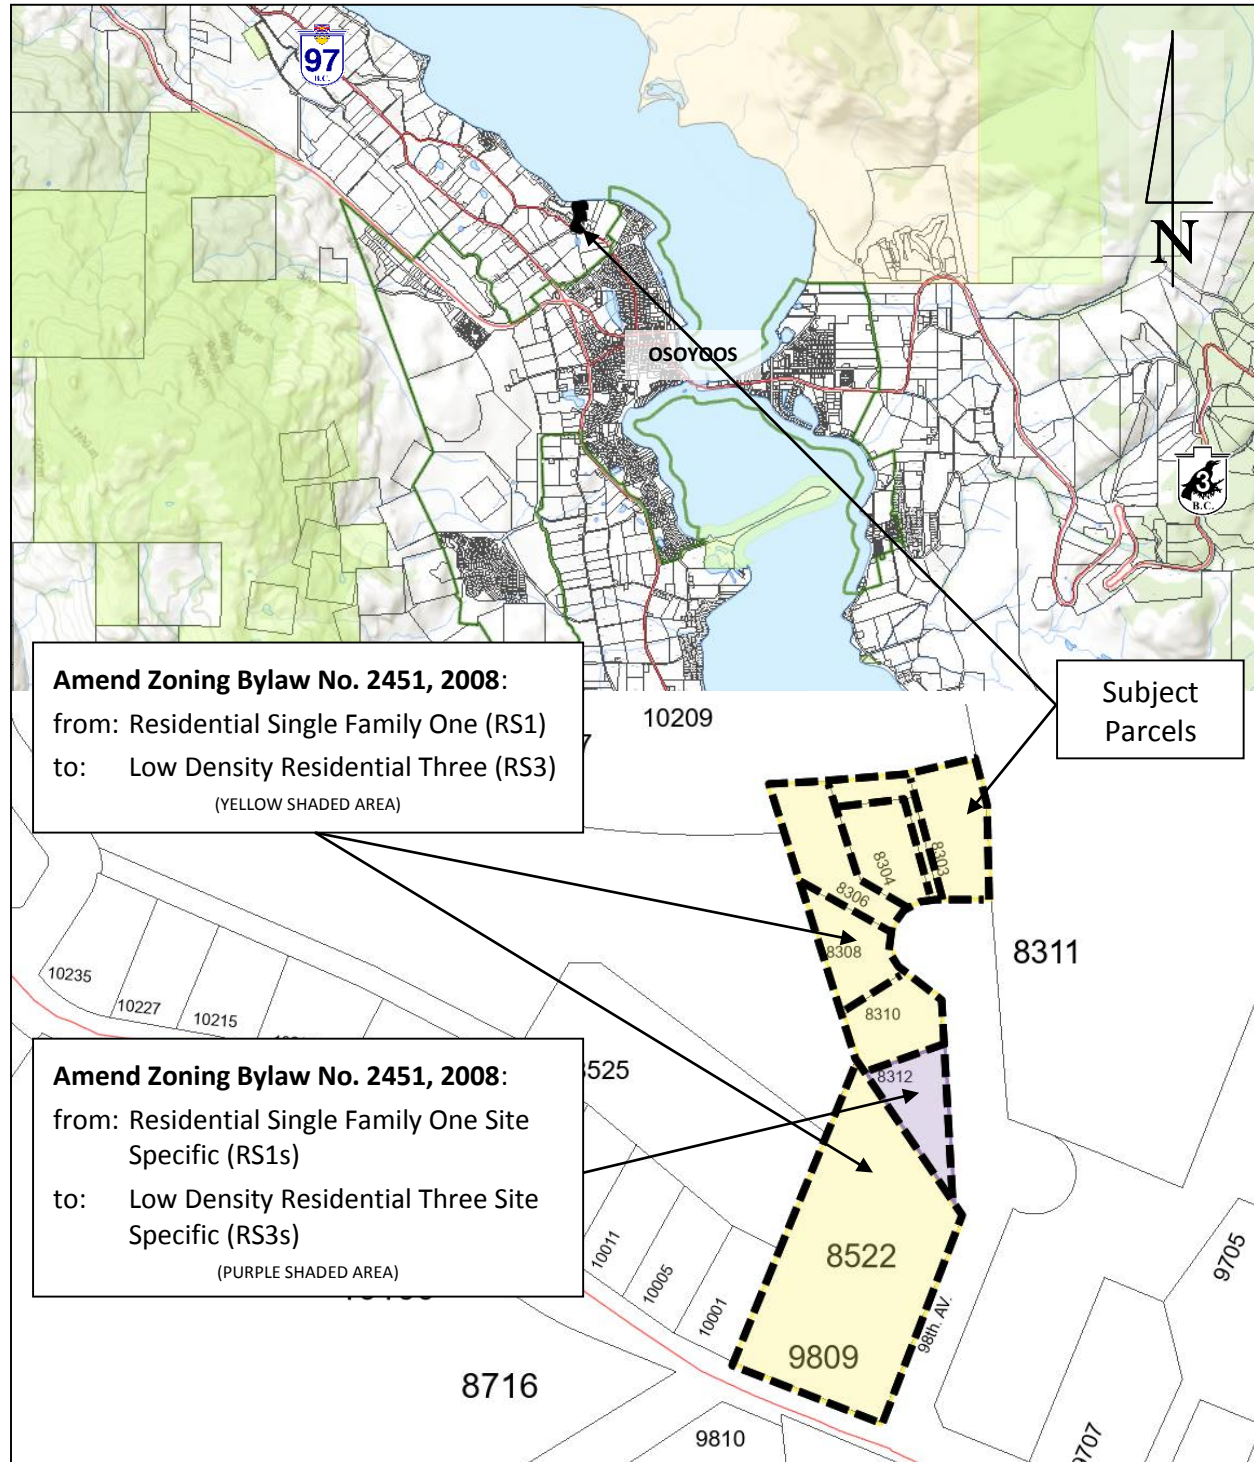 97
B.C.
N
OSOYOOS
3
B.C.
Amend Zoning Bylaw No. 2451, 2008:
from: Residential Single Family One (RS1)
to: Low Density Residential Three (RS3)
(YELLOW SHADED AREA)
Subject
Parcels
10209
8303
8304
8306
8308
8311
8310
8312
10235
10227
10215
Amend Zoning Bylaw No. 2451, 2008:
from: Residential Single Family One Site
Specific (RS1s)
to: Low Density Residential Three Site
Specific (RS3s)
(PURPLE SHADED AREA)
8522
9809
10011
10005
10001
98th. AV.
9705
8716
9810
9707